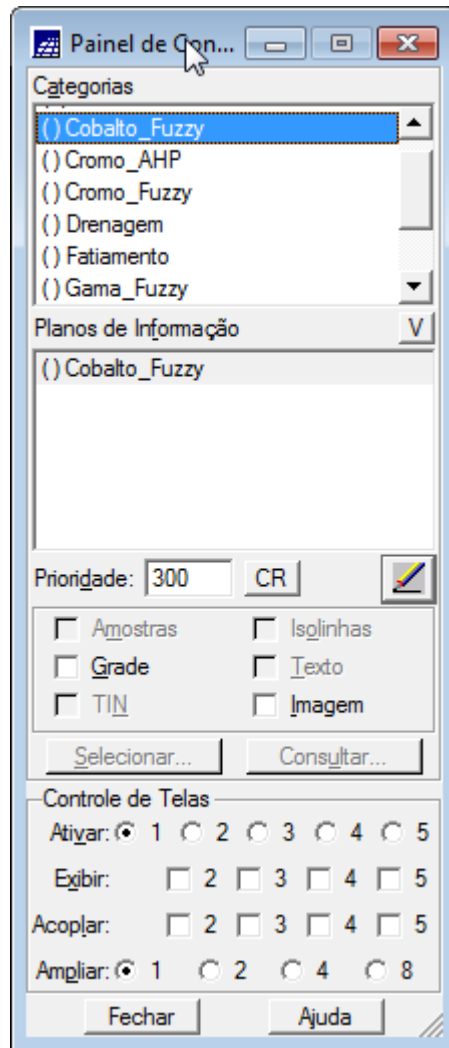 Painel de Con...
Categorias
( ) Cobalto_Fuzzy
( ) Cromo_AHP
( ) Cromo_Fuzzy
( ) Drenagem
( ) Fatiamento
( ) Gama_Fuzzy
Planos de Informação V
( ) Cobalto_Fuzzy
Prioridade: 300 CR
Amostras Isolinhas
Grade Texto
TIN Imagem
Selecionar... Consultar...
Controle de Telas
Ativar: 1 2 3 4 5
Exibir: 2 3 4 5
Acoplar: 2 3 4 5
Ampliar: 1 2 4 8
Fechar Ajuda